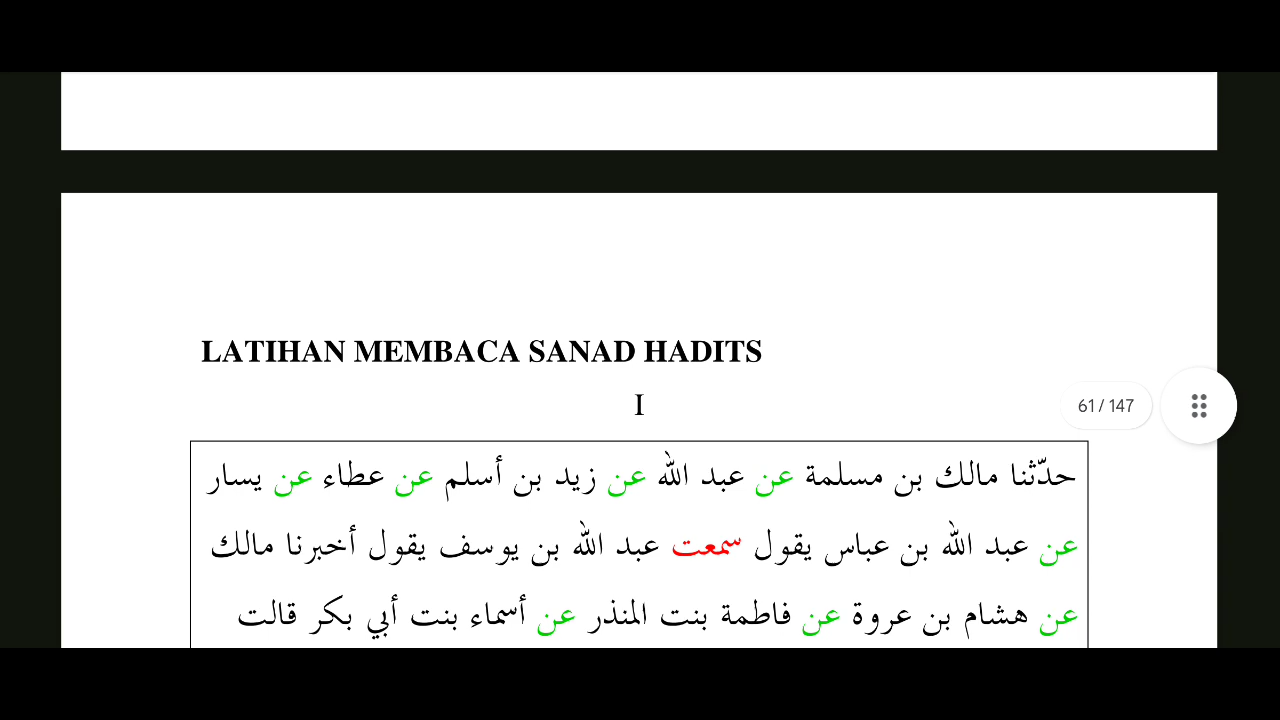 LATIHAN MEMBACA SANAD HADITS
I
61 / 147
حدّثنا مالك بن مسلمة عن عبد الله عن زيد بن أسلم عن عطاء عن يسار
عن عبد الله بن عباس يقول سمعت عبد الله بن يوسف يقول أخبرنا مالك
عن هشام بن عروة عن فاطمة بنت المنذر عن أسماء بنت أبي بكر قالت